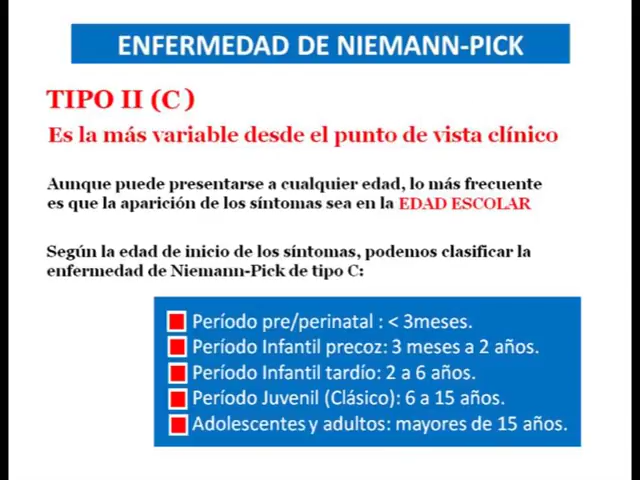 ENFERMEDAD DE NIEMANN-PICK
TIPO II (C)
Es la más variable desde el punto de vista clínico
Aunque puede presentarse a cualquier edad, lo más frecuente
es que la aparición de los síntomas sea en la EDAD ESCOLAR
Según la edad de inicio de los síntomas, podemos clasificar la
enfermedad de Niemann-Pick de tipo C:
Período pre/perinatal : < 3meses.
Período Infantil precoz: 3 meses a 2 años.
Período Infantil tardío: 2 a 6 años.
Período Juvenil (Clásico): 6 a 15 años.
Adolescentes y adultos: mayores de 15 años.